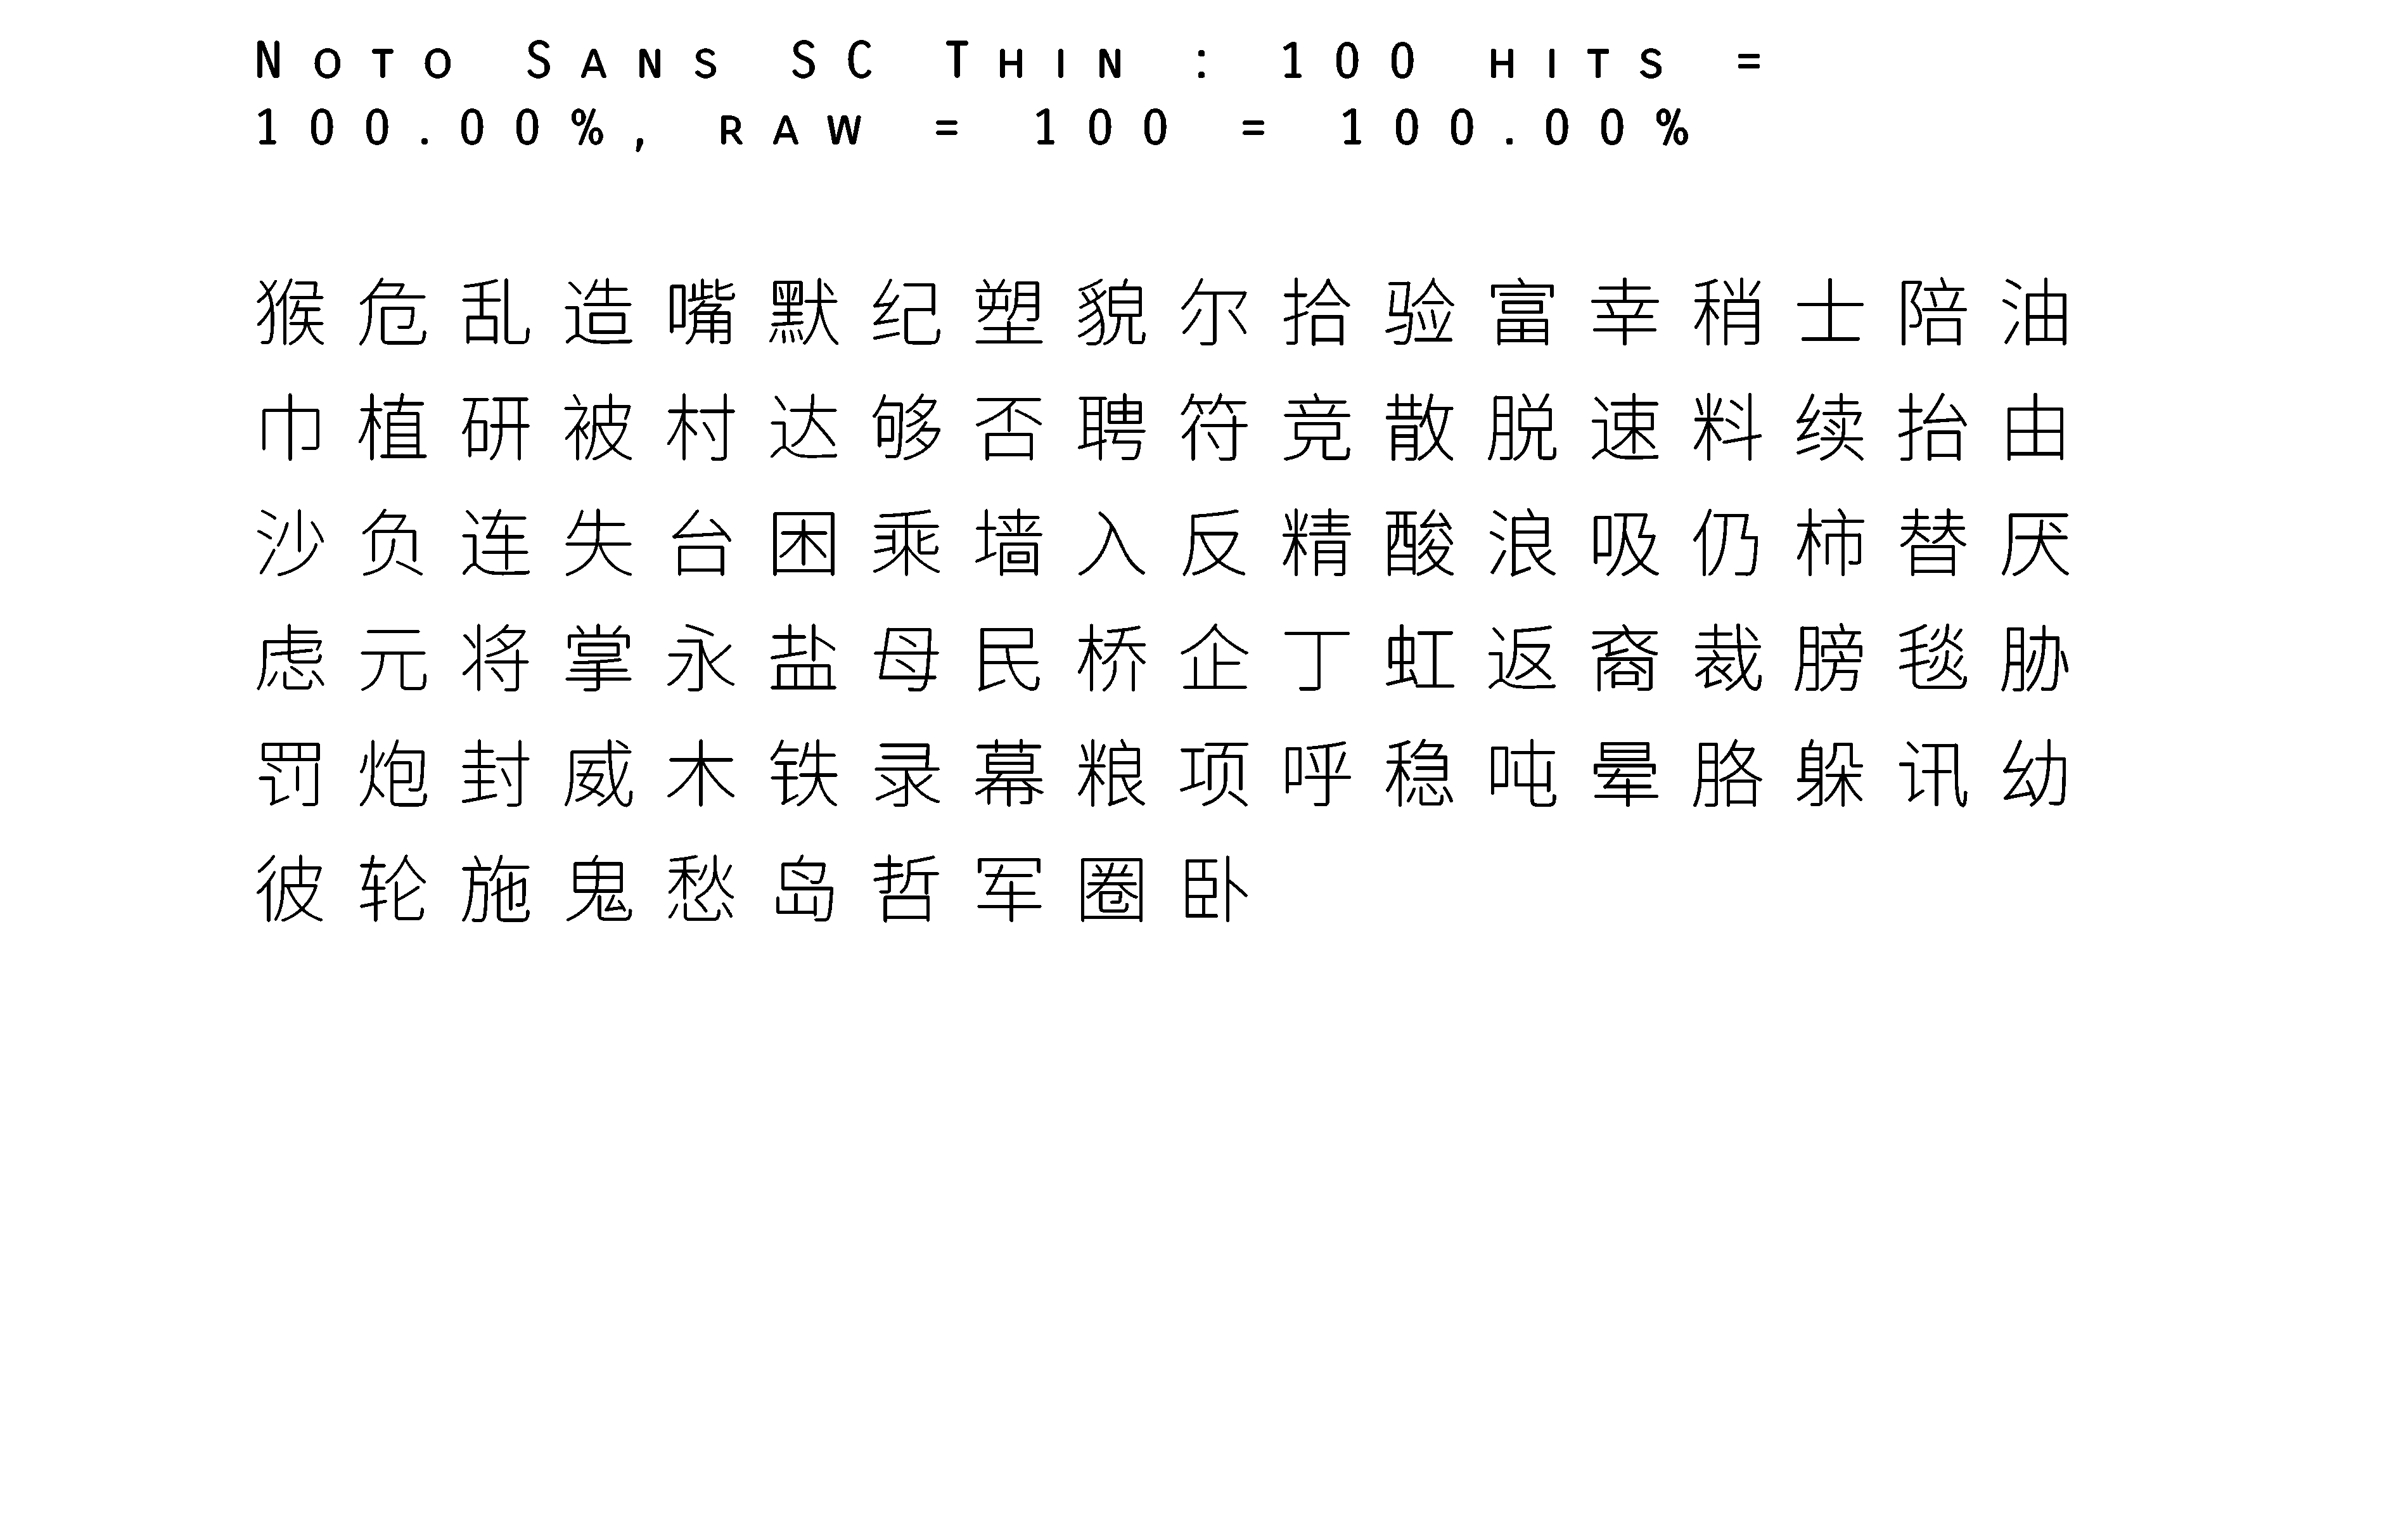 Noto Sans SC Thin : 100 hits =
100.00%, raw = 100 = 100.00%
猴危乱造嘴默纪塑貌尔拾验富幸稍士陪油
巾植研被村达够否聘符竞散脱速料续抬由
沙负连失台困乘墙入反精酸浪吸仍柿替厌
虑元将掌永盐母民桥企丁虹返裔裁膀毯胁
罚炮封威木铁录幕粮项呼稳吨晕胳躲讯幼
彼轮施鬼愁岛哲军圈卧